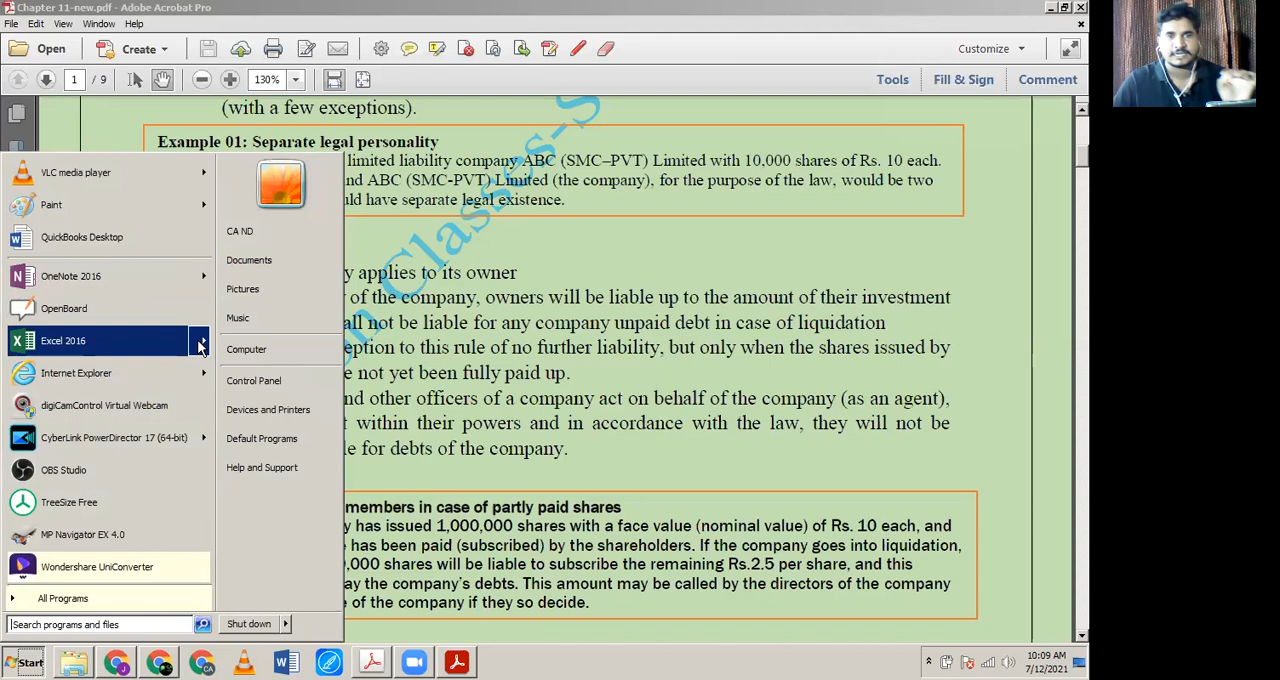 Chapter 11-new.pdf - Adobe Acrobat Pro
File Edit View Window Help
Open Create Customize
1 / 9 130% Tools Fill & Sign Comment
(with a few exceptions).
Example 01: Separate legal personality
limited liability company ABC (SMC–PVT) Limited with 10,000 shares of Rs. 10 each.
and ABC (SMC-PVT) Limited (the company), for the purpose of the law, would be two
uld have separate legal existence.
on Classes-S
y applies to its owner
of the company, owners will be liable up to the amount of their investment
all not be liable for any company unpaid debt in case of liquidation
eption to this rule of no further liability, but only when the shares issued by
e not yet been fully paid up.
nd other officers of a company act on behalf of the company (as an agent),
t within their powers and in accordance with the law, they will not be
e for debts of the company.
members in case of partly paid shares
y has issued 1,000,000 shares with a face value (nominal value) of Rs. 10 each, and
e has been paid (subscribed) by the shareholders. If the company goes into liquidation,
,000 shares will be liable to subscribe the remaining Rs.2.5 per share, and this
ay the company's debts. This amount may be called by the directors of the company
e of the company if they so decide.
VLC media player
Paint
QuickBooks Desktop
OneNote 2016
OpenBoard
Excel 2016
Internet Explorer
digiCamControl Virtual Webcam
CyberLink PowerDirector 17 (64-bit)
OBS Studio
TreeSize Free
MP Navigator EX 4.0
Wondershare UniConverter
All Programs
Search programs and files
CA ND
Documents
Pictures
Music
Computer
Control Panel
Devices and Printers
Default Programs
Help and Support
Shut down
Start
10:09 AM
7/12/2021